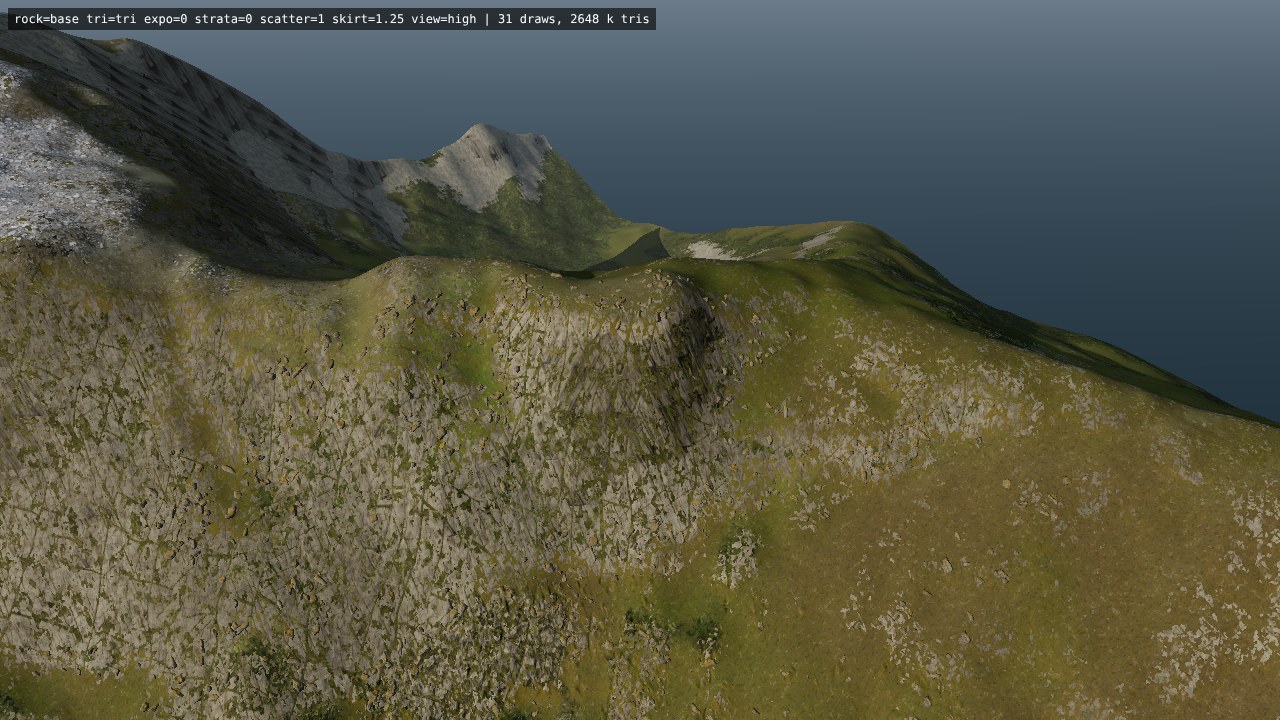 rock=base tri=tri expo=0 strata=0 scatter=1 skirt=1.25 view=high | 31 draws, 2648 k tris